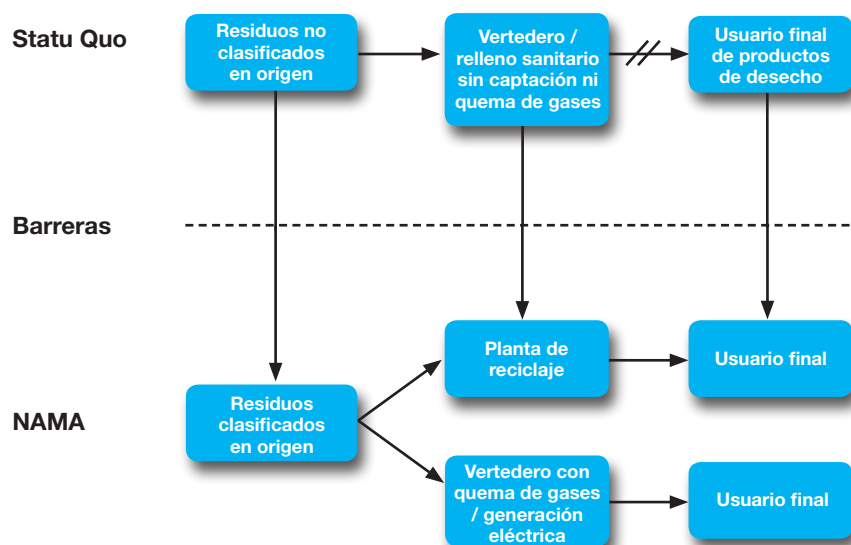 Statu Quo
Residuos no
clasificados
en origen
Vertedero /
relleno sanitario
sin captación ni
quema de gases
Usuario final
de productos
de desecho
Barreras
NAMA
Residuos
clasificados
en origen
Planta de
reciclaje
Usuario final
Vertedero con
quema de gases
/ generación
eléctrica
Usuario final